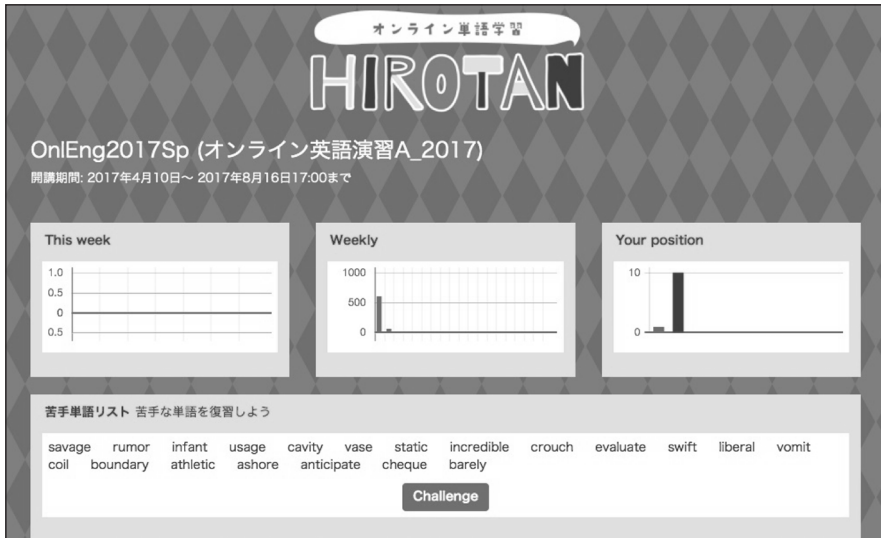 オンライン単語学習
HIROTAN
OnlEng2017Sp (オンライン英語演習A_2017)
開講期間: 2017年4月10日～ 2017年8月16日17:00まで
This week
1.0
0.5
0
0.5
Weekly
1000
500
0
Your position
10
0
苦手単語リスト 苦手な単語を復習しよう
savage rumor infant usage cavity vase static incredible crouch evaluate swift liberal vomit
coil boundary athletic ashore anticipate cheque barely
Challenge